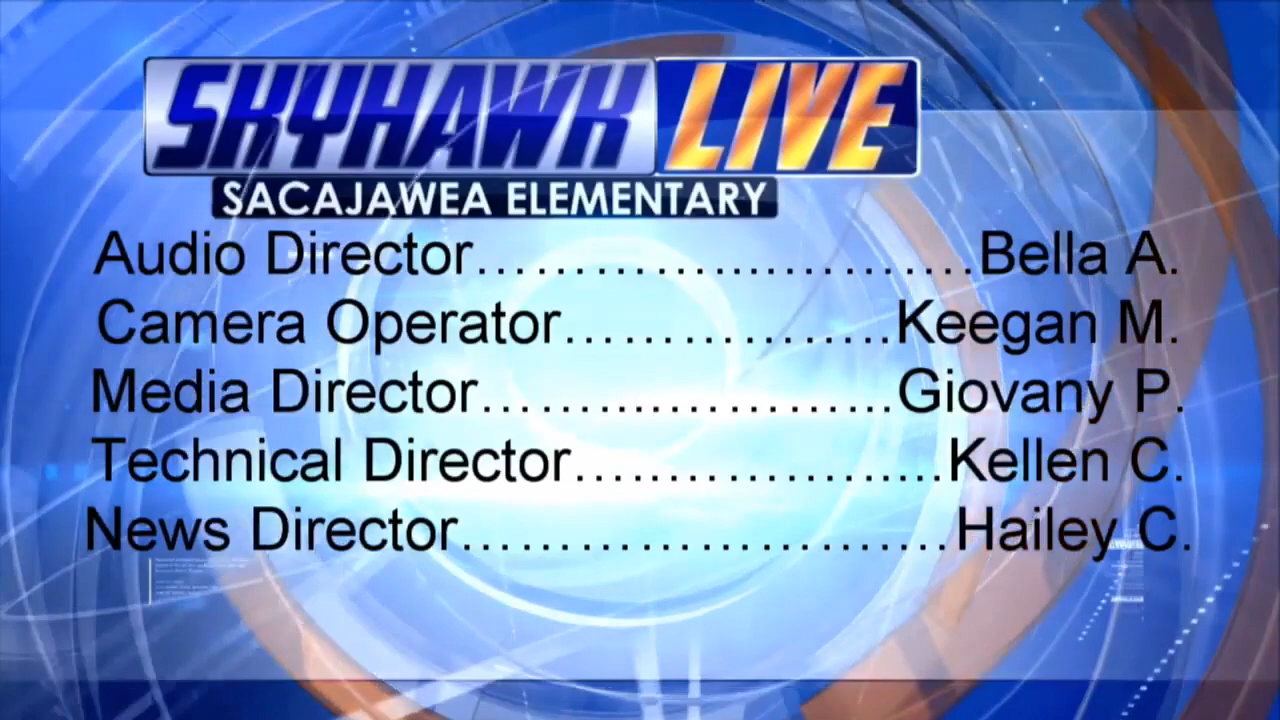 SKYHAWK LIVE
SACAJAWEA ELEMENTARY
Audio Director……………...……….Bella A.
Camera Operator……………..Keegan M.
Media Director……...………...Giovany P.
Technical Director………………...Kellen C.
News Director…………………….Hailey C.